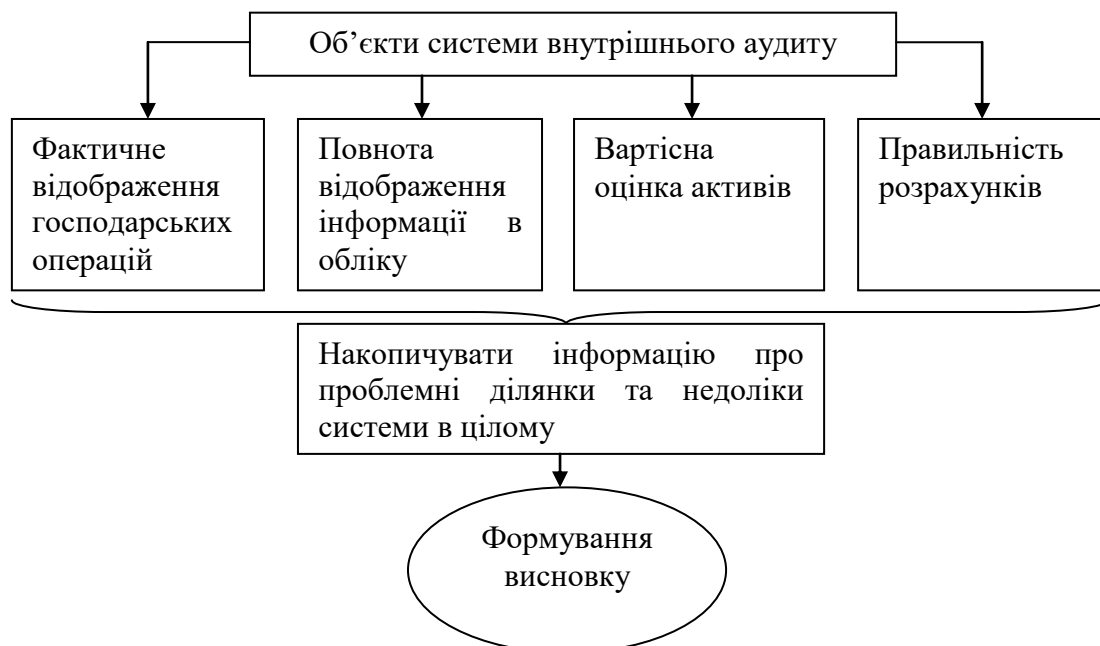 Об’єкти системи внутрішнього аудиту
Фактичне
відображення
господарських
операцій
Повнота
відображення
інформації в
обліку
Вартісна
оцінка активів
Правильність
розрахунків
Накопичувати інформацію про
проблемні ділянки та недоліки
системи в цілому
Формування
висновку